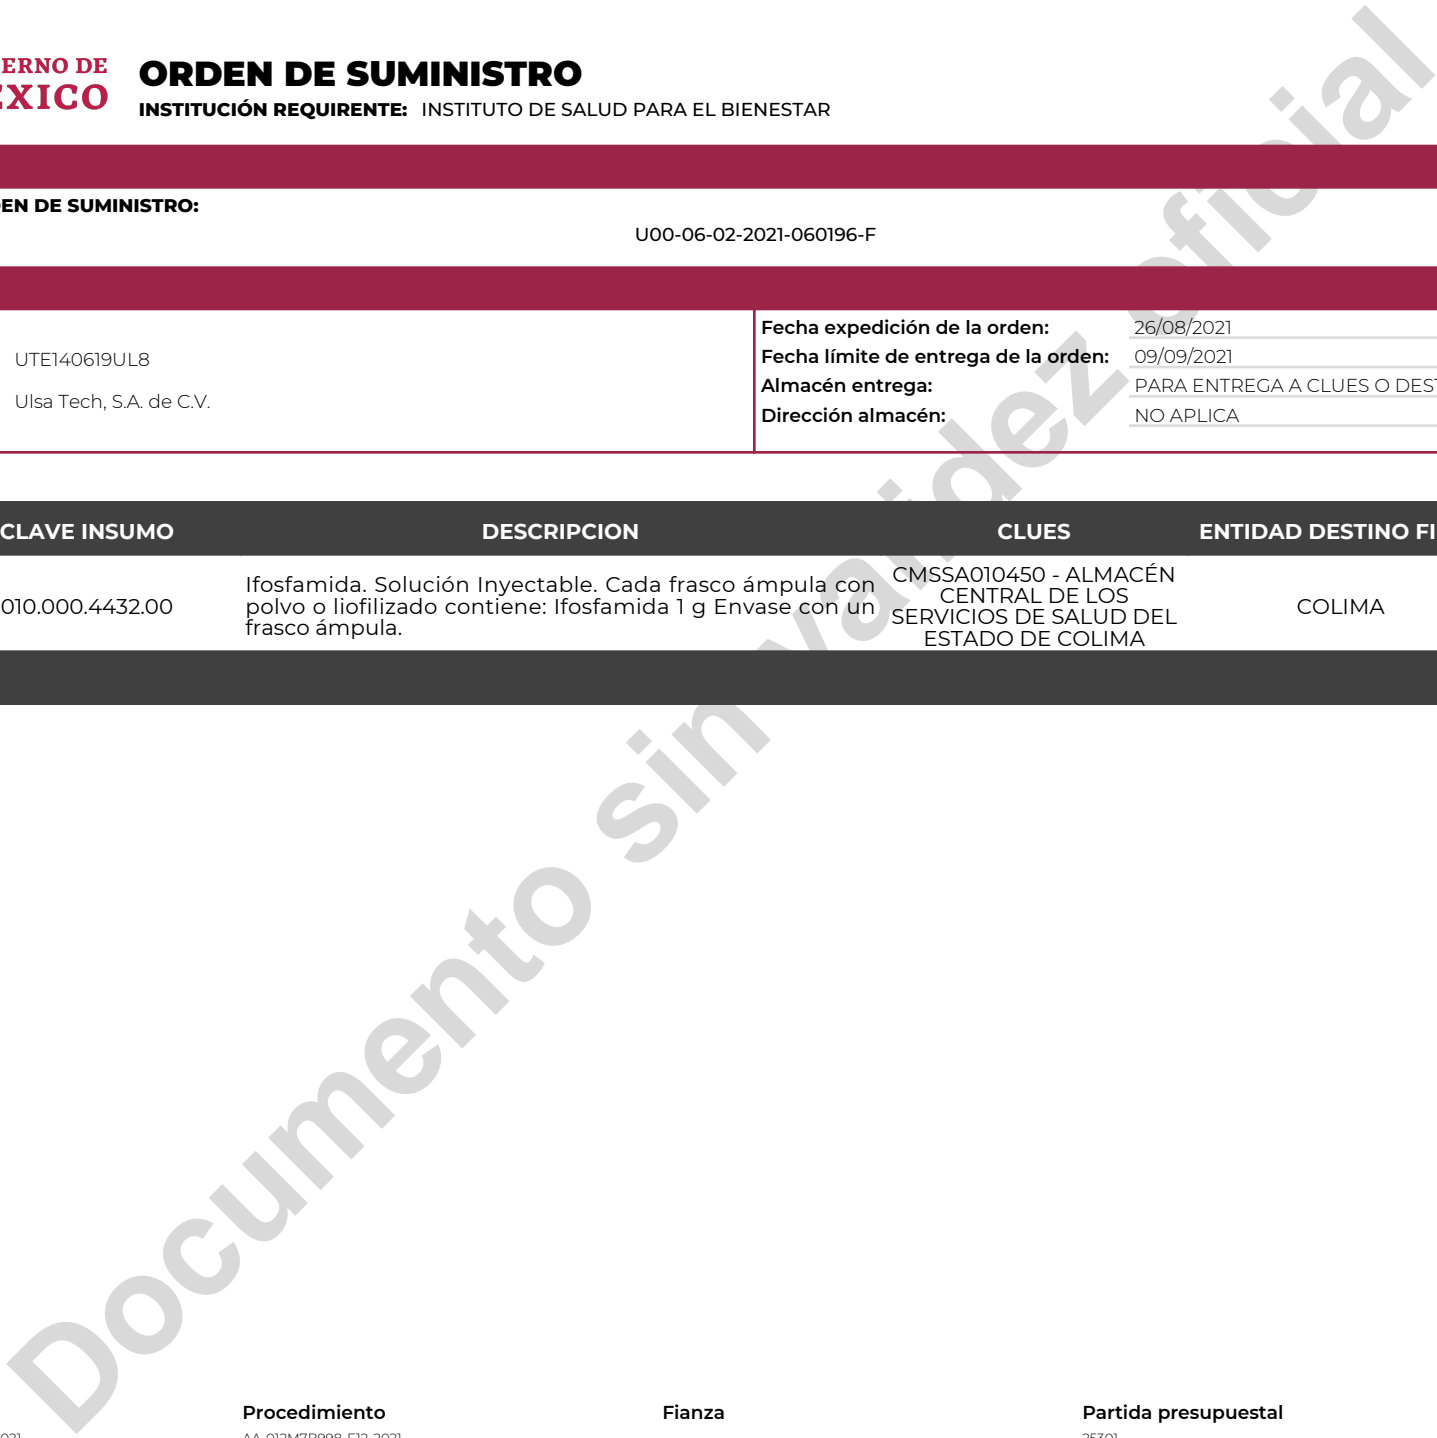 ERNO DE
ÉXICO
ORDEN DE SUMINISTRO
INSTITUCIÓN REQUIRENTE: INSTITUTO DE SALUD PARA EL BIENESTAR
EN DE SUMINISTRO:
U00-06-02-2021-060196-F
UTE140619UL8
Ulsa Tech, S.A. de C.V.
Fecha expedición de la orden: 26/08/2021
Fecha límite de entrega de la orden: 09/09/2021
Almacén entrega: PARA ENTREGA A CLUES O DEST
Dirección almacén: NO APLICA
CLAVE INSUMO DESCRIPCION CLUES ENTIDAD DESTINO FI
010.000.4432.00
Ifosfamida. Solución Inyectable. Cada frasco ámpula con
polvo o liofilizado contiene: Ifosfamida 1 g Envase con un
frasco ámpula.
CMSSA010450 - ALMACÉN
CENTRAL DE LOS
SERVICIOS DE SALUD DEL
ESTADO DE COLIMA
COLIMA
Documento sin validez oficial
Procedimiento Fianza Partida presupuestal